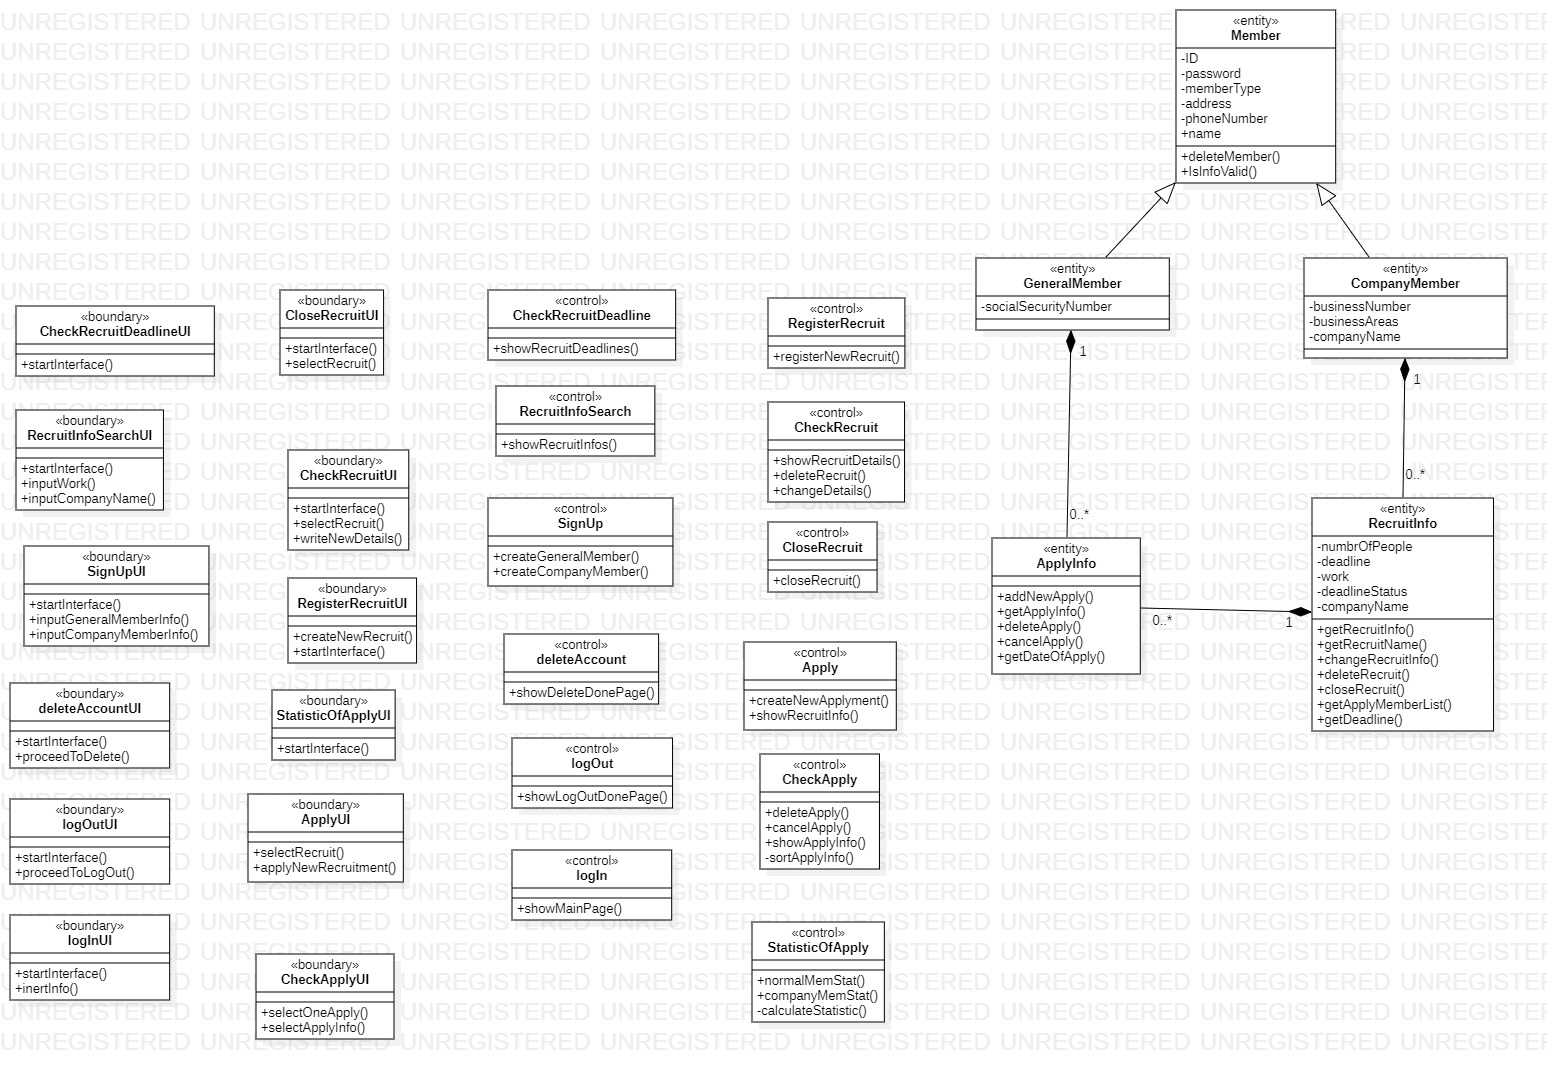 «entity»
Member
-ID
-password
-memberType
-address
-phoneNumber
+name
+deleteMember()
+IsInfoValid()
«entity»
GeneralMember
-socialSecurityNumber
1
0..*
«entity»
CompanyMember
-businessNumber
-businessAreas
-companyName
1
0..*
«boundary»
CheckRecruitDeadlineUI
+startInterface()
«boundary»
RecruitInfoSearchUI
+startInterface()
+inputWork()
+inputCompanyName()
«boundary»
SignUpUI
+startInterface()
+inputGeneralMemberInfo()
+inputCompanyMemberInfo()
«boundary»
deleteAccountUI
+startInterface()
+proceedToDelete()
«boundary»
logOutUI
+startInterface()
+proceedToLogOut()
«boundary»
logInUI
+startInterface()
+inertInfo()
«boundary»
CloseRecruitUI
+startInterface()
+selectRecruit()
«boundary»
CheckRecruitUI
+startInterface()
+selectRecruit()
+writeNewDetails()
«boundary»
RegisterRecruitUI
+createNewRecruit()
+startInterface()
«boundary»
StatisticOfApplyUI
+startInterface()
«boundary»
ApplyUI
+selectRecruit()
+applyNewRecruitment()
«boundary»
CheckApplyUI
+selectOneApply()
+selectApplyInfo()
«control»
CheckRecruitDeadline
+showRecruitDeadlines()
«control»
RecruitInfoSearch
+showRecruitInfos()
«control»
SignUp
+createGeneralMember()
+createCompanyMember()
«control»
deleteAccount
+showDeleteDonePage()
«control»
logOut
+showLogOutDonePage()
«control»
logIn
+showMainPage()
«control»
RegisterRecruit
+registerNewRecruit()
«control»
CheckRecruit
+showRecruitDetails()
+deleteRecruit()
+changeDetails()
«control»
CloseRecruit
+closeRecruit()
«control»
Apply
+createNewApplyment()
+showRecruitInfo()
«control»
CheckApply
+deleteApply()
+cancelApply()
+showApplyInfo()
-sortApplyInfo()
«control»
StatisticOfApply
+normalMemStat()
+companyMemStat()
-calculateStatistic()
«entity»
ApplyInfo
+addNewApply()
+getApplyInfo()
+deleteApply()
+cancelApply()
+getDateOfApply()
0..*
1
«entity»
RecruitInfo
-numbrOfPeople
-deadline
-work
-deadlineStatus
-companyName
+getRecruitInfo()
+getRecruitName()
+changeRecruitInfo()
+deleteRecruit()
+closeRecruit()
+getApplyMemberList()
+getDeadline()
UNREGISTERED